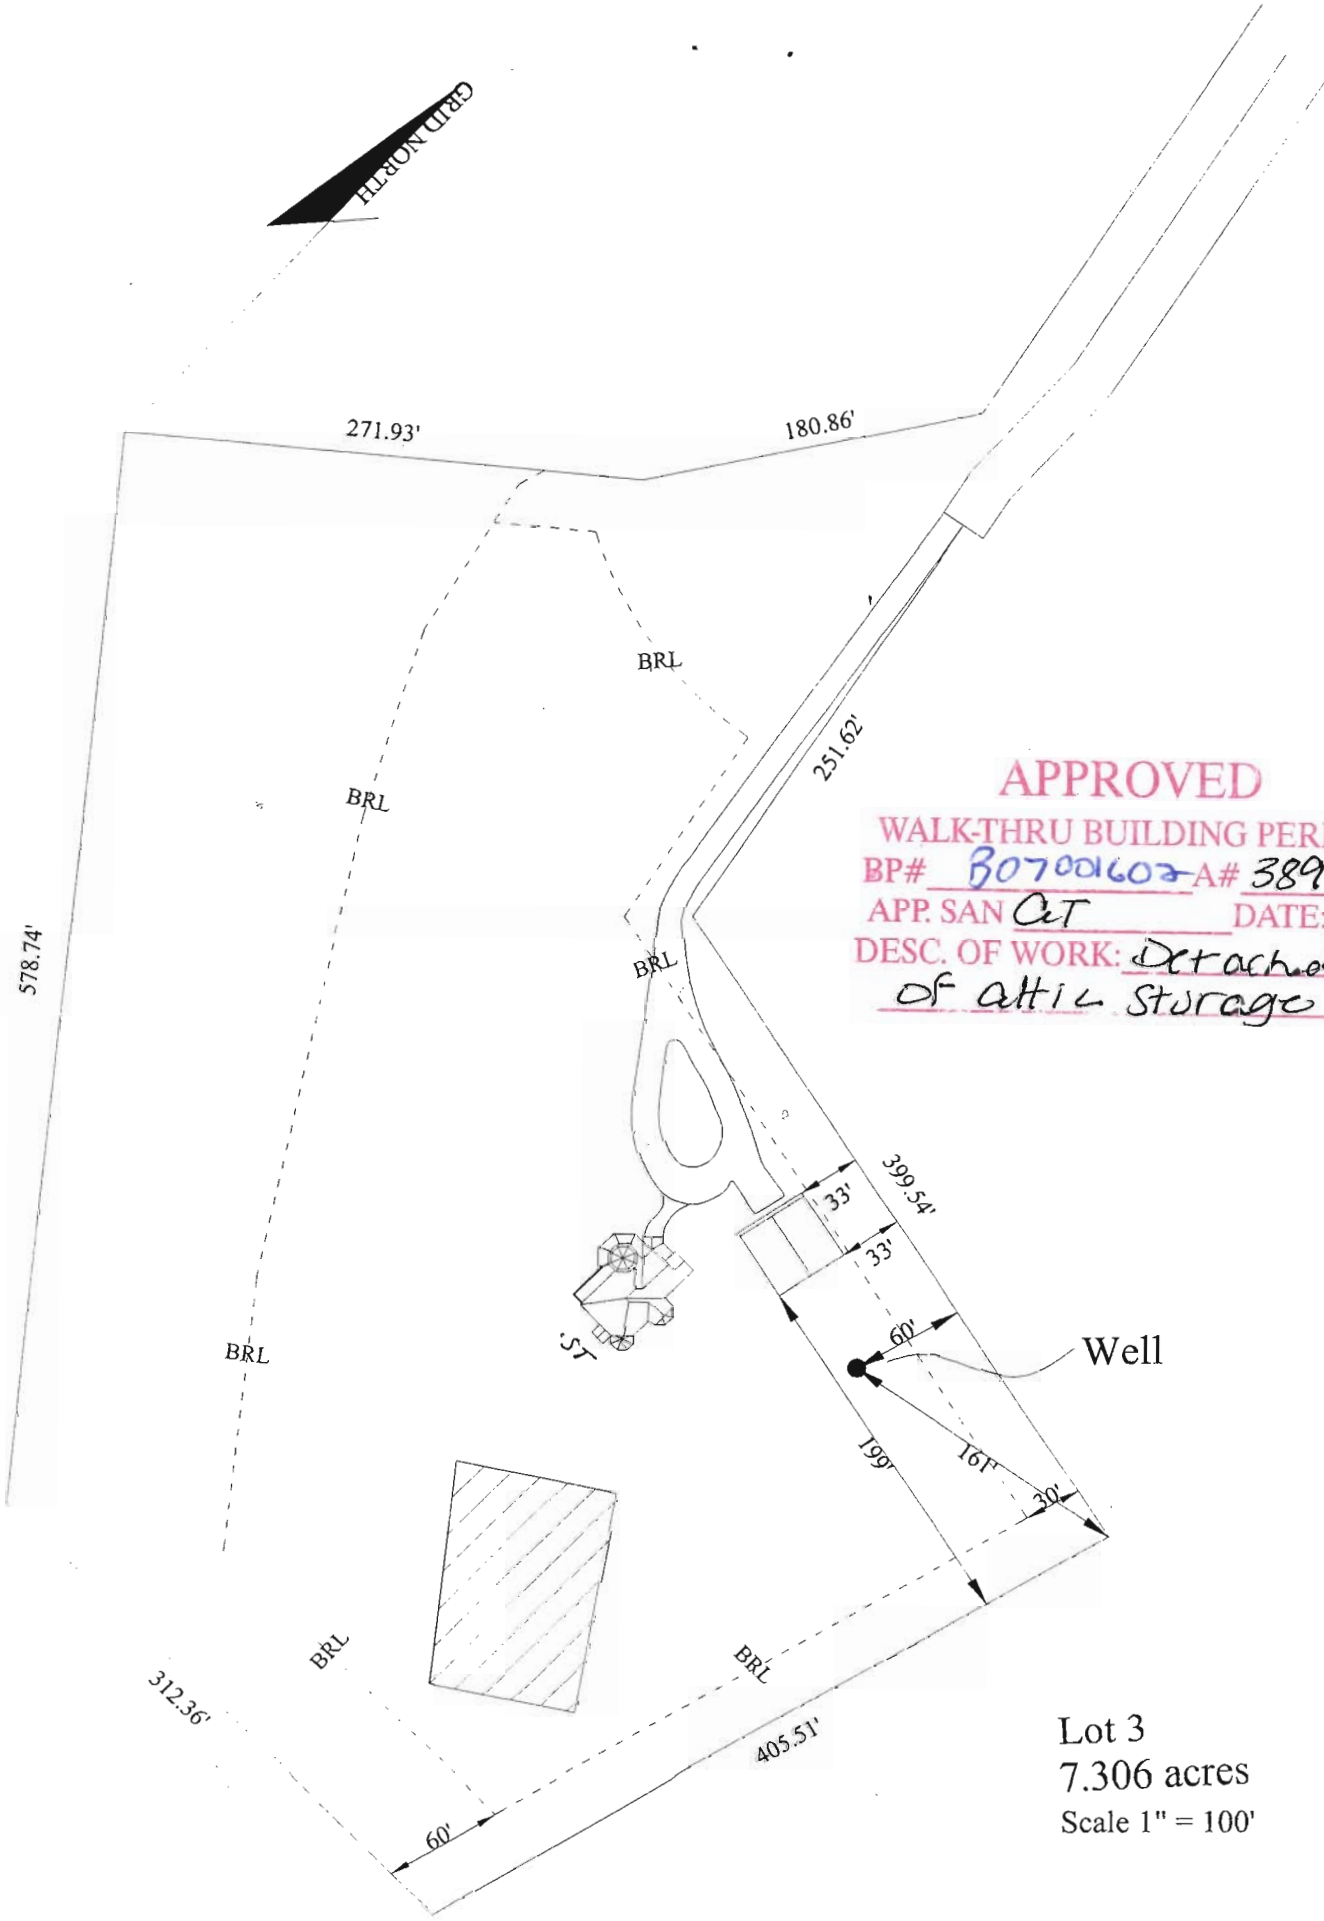 GRID NORTH
271.93'
180.86'
BRL
251.62'
BRL
APPROVED
WALK-THRU BUILDING PER
BP# B07001602 A# 389
APP. SAN DATE:
578.74'
BRL
DESC. OF WORK: Detache
of attic storage
399.54'
33'
33'
ST
BRL
60'
Well
199'
161'
30'
BRL
BRL
312.36'
405.51'
60'
Lot 3
7.306 acres
Scale 1" = 100'